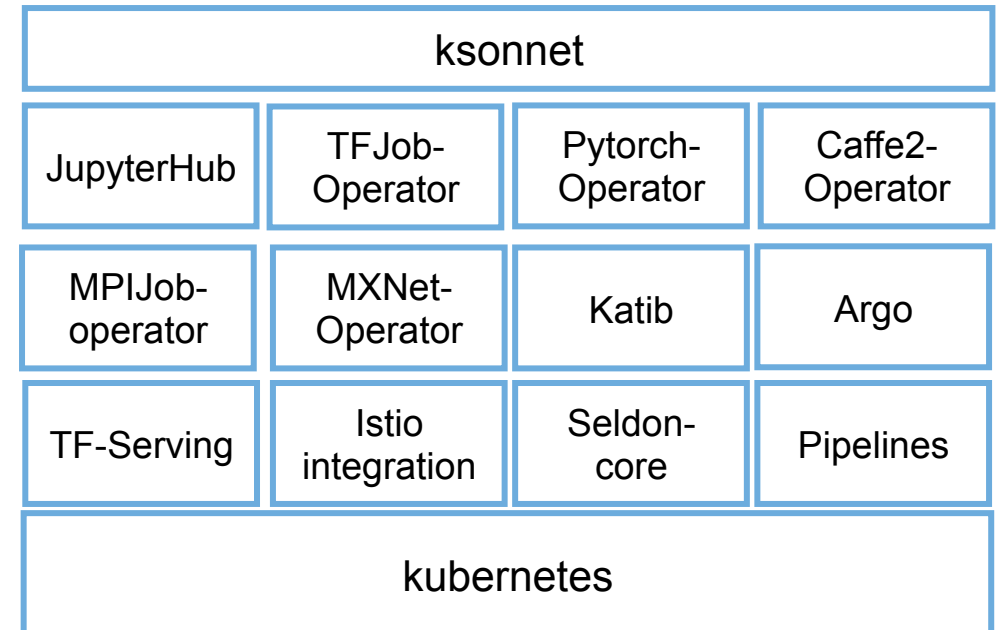 ksonnet
JupyterHub
TFJob-
Operator
Pytorch-
Operator
Caffe2-
Operator
MPIJob-
operator
MXNet-
Operator
Katib
Argo
TF-Serving
Istio
integration
Seldon-
core
Pipelines
kubernetes